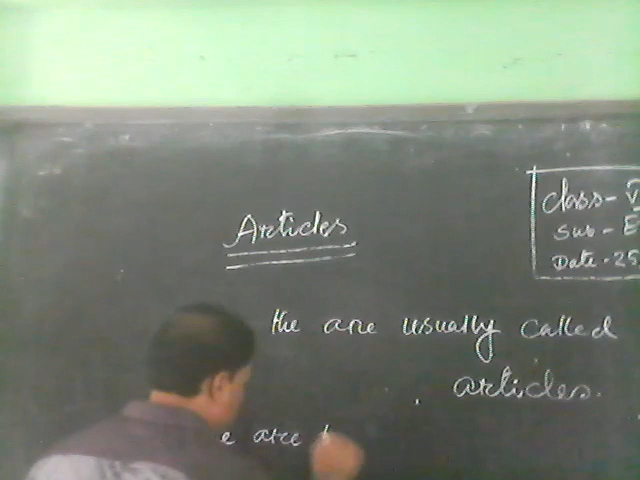 Articles
class-
Sub - E
Date - 25
the are usually called
articles.
e are t